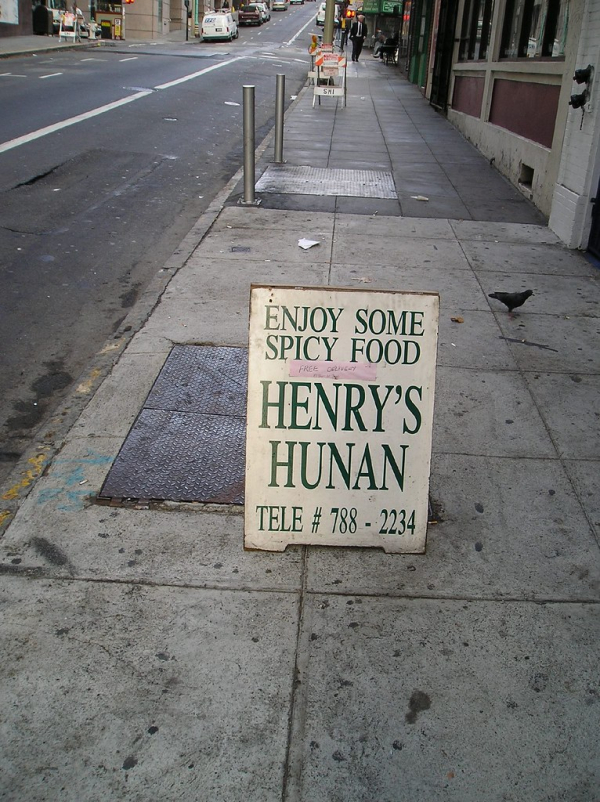 ENJOY SOME
SPICY FOOD
FREE DELIVERY
HENRY'S
HUNAN
TELE # 788 - 2234